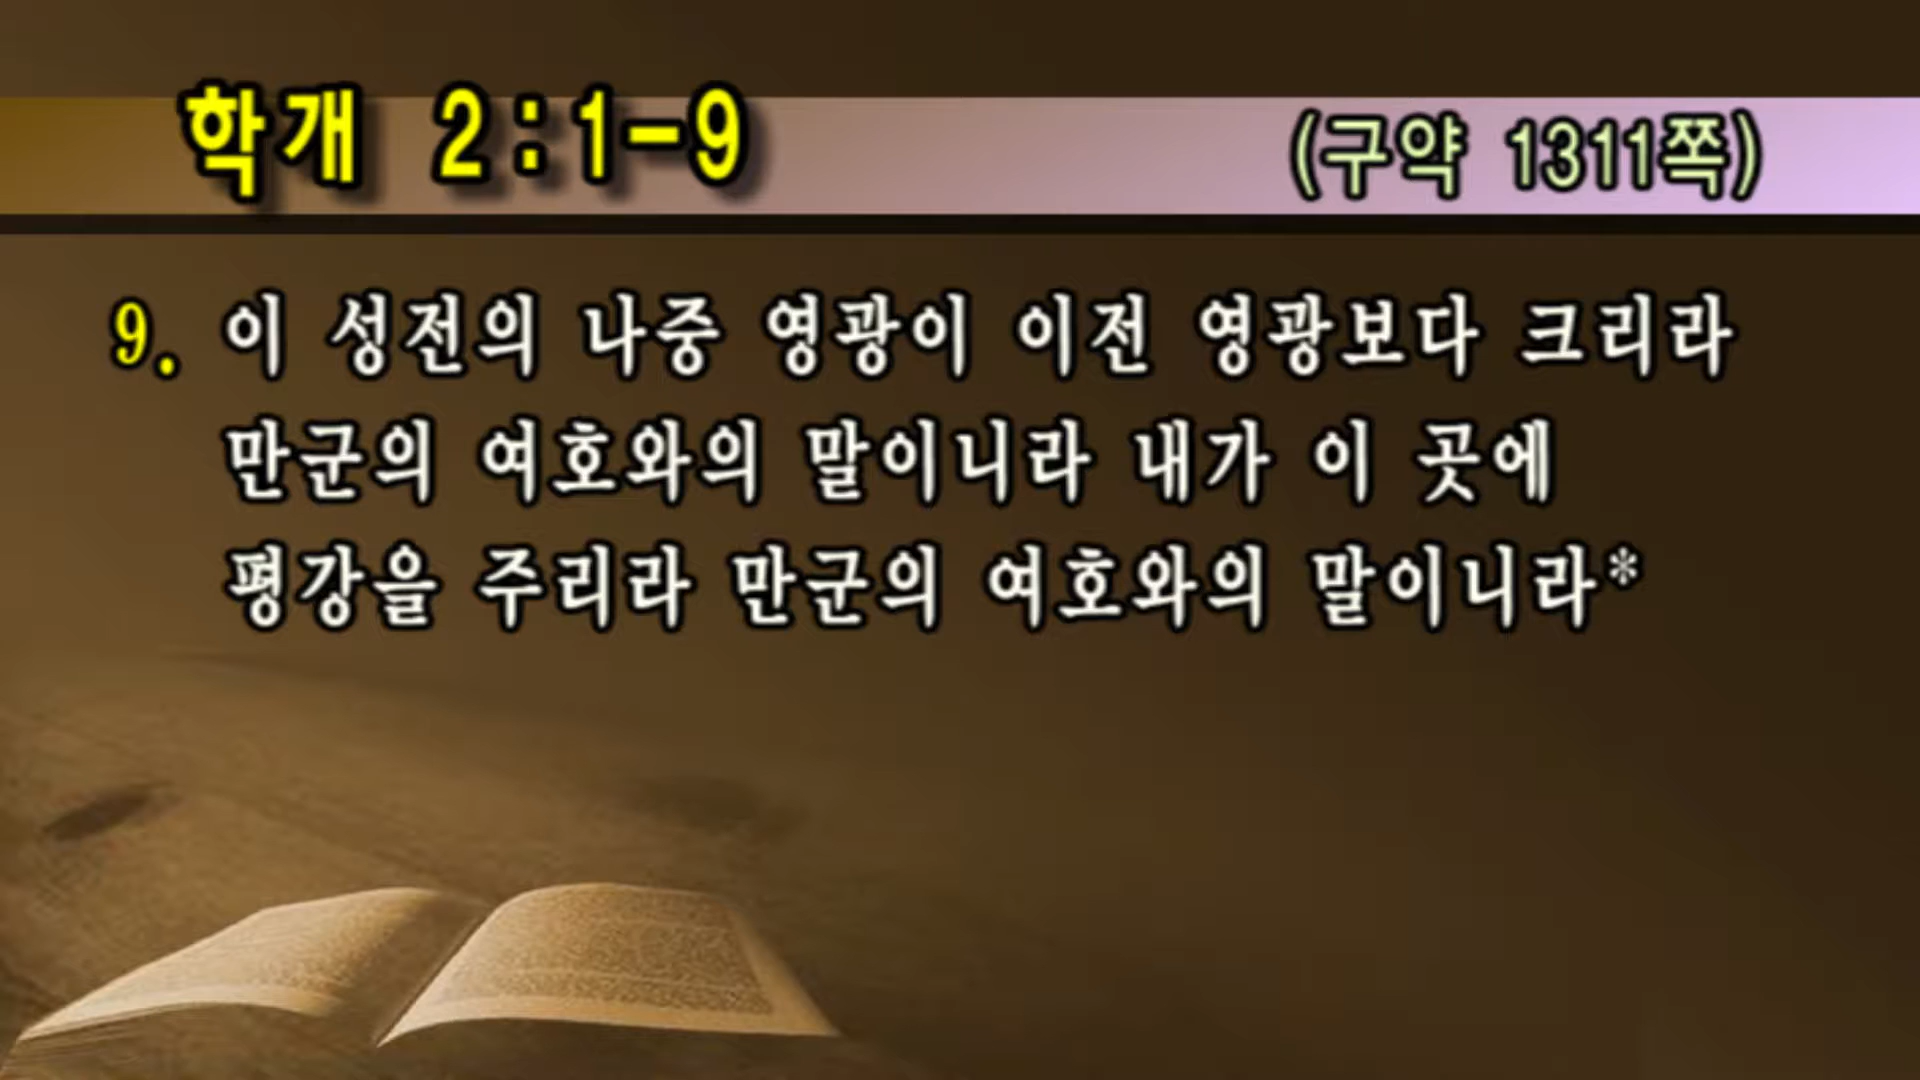 학개 2:1-9
(구약 1311쪽)
9. 이 성전의 나중 영광이 이전 영광보다 크리라
만군의 여호와의 말이니라 내가 이 곳에
평강을 주리라 만군의 여호와의 말이니라*